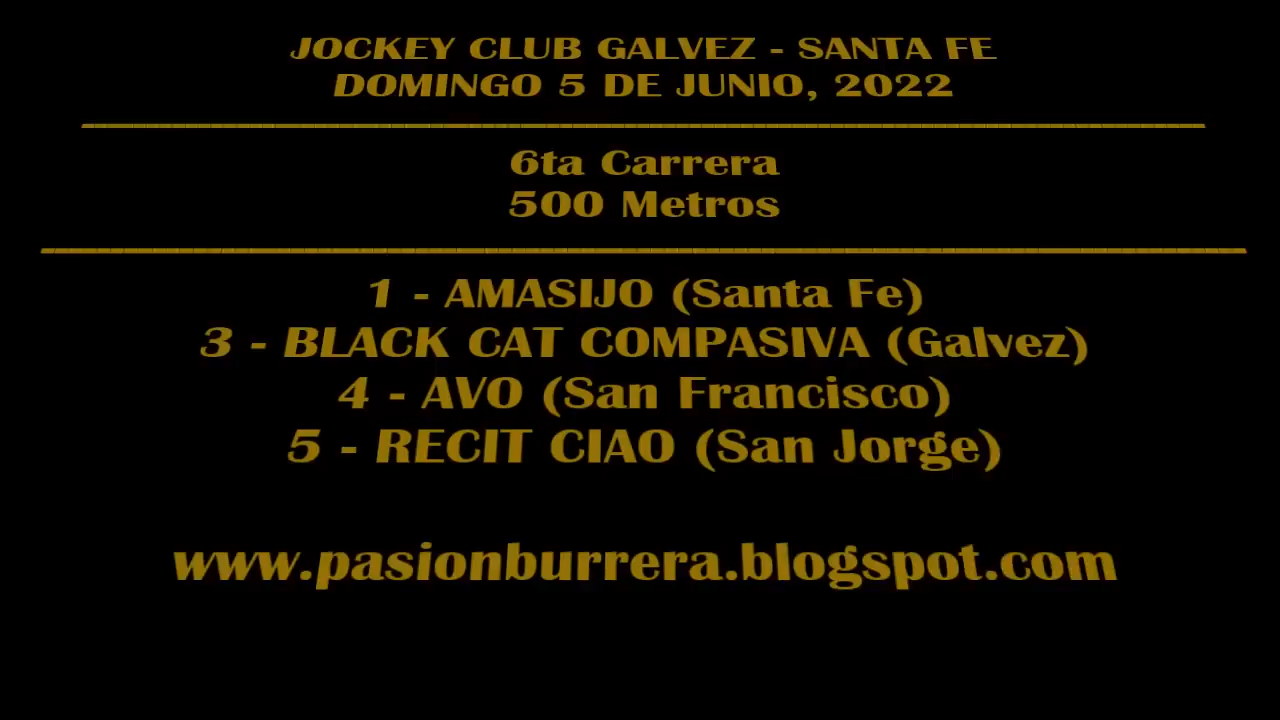 JOCKEY CLUB GALVEZ - SANTA FE
DOMINGO 5 DE JUNIO, 2022
6ta Carrera
500 Metros
1 - AMASIJO (Santa Fe)
3 - BLACK CAT COMPASIVA (Galvez)
4 - AVO (San Francisco)
5 - RECIT CIAO (San Jorge)
www.pasionburrera.blogspot.com